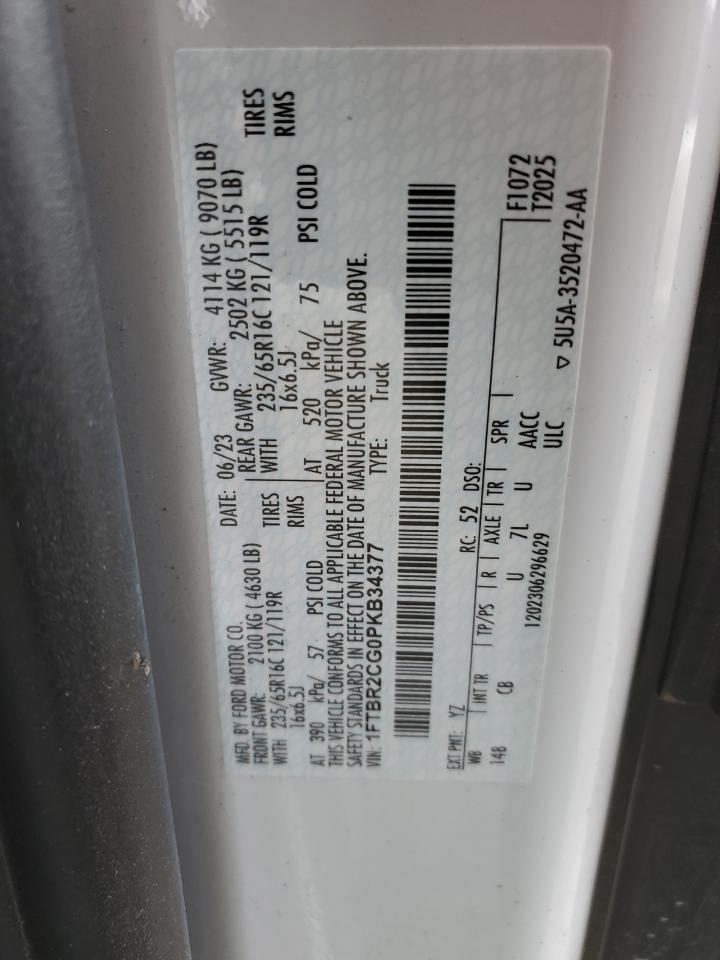 MFD. BY FORD MOTOR CO.
DATE: 06/23 GVWR: 4114 KG ( 9070 LB)
FRONT GAWR: 2100 KG ( 4630 LB) REAR GAWR: 2502 KG ( 5515 LB)
WITH 235/65R16C 121/119R TIRES WITH 235/65R16C 121/119R TIRES
16x6.5J RIMS 16x6.5J RIMS
AT 390 kPa/ 57 PSI COLD AT 520 kPa/ 75 PSI COLD
THIS VEHICLE CONFORMS TO ALL APPLICABLE FEDERAL MOTOR VEHICLE
SAFETY STANDARDS IN EFFECT ON THE DATE OF MANUFACTURE SHOWN ABOVE.
VIN: 1FTBR2CG0PKB34377 TYPE: Truck
EXT PNT: YZ RC: 52 DSO:
WB INT TR TP/PS R AXLE TR SPR F1072
148 CB U 7L U AACC T2025
1202306296629 ULC
▽ 5U5A-3520472-AA